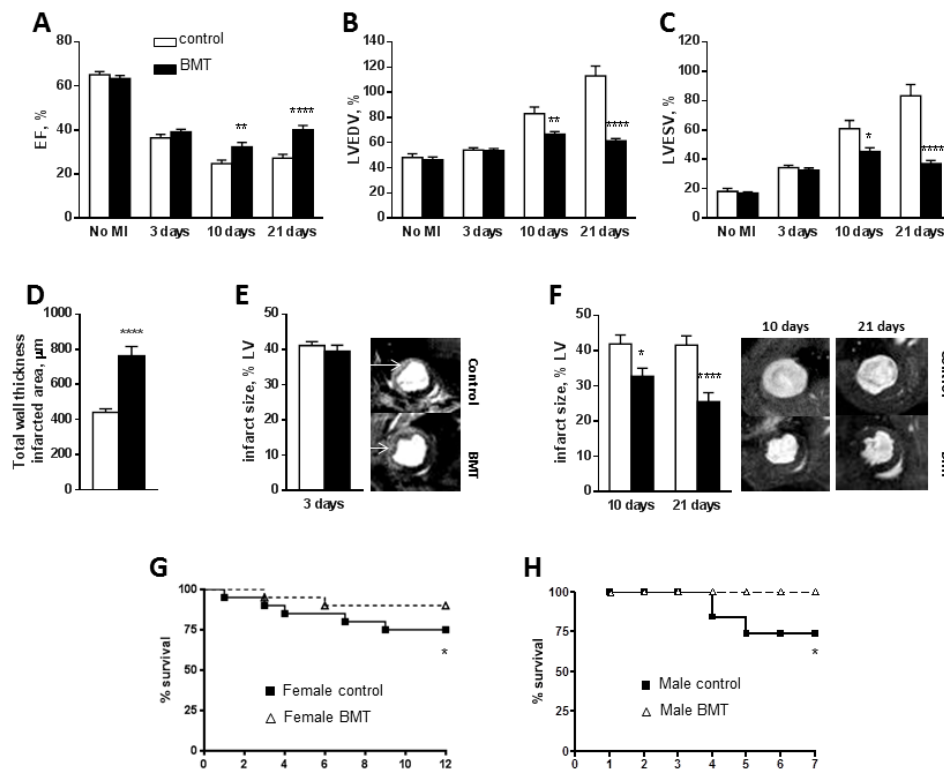 A
EF, %
80
60
40
20
0
control
BMT
**
****
No MI
3 days
10 days
21 days
B
LVEDV, %
140
120
100
80
60
40
20
0
**
****
No MI
3 days
10 days
21 days
C
LVESV, %
120
100
80
60
40
20
0
*
****
No MI
3 days
10 days
21 days
D
Total wall thickness
infarcted area, µm
1000
800
600
400
200
0
****
E
infarct size, % LV
50
40
30
20
10
0
3 days
Control
BMT
F
infarct size, % LV
50
40
30
20
10
0
*
****
10 days
21 days
10 days
21 days
G
% survival
100
75
50
25
0
*
Female control
Female BMT
0
2
4
6
8
10
12
H
% survival
100
75
50
25
0
*
Male control
Male BMT
0
1
2
3
4
5
6
7